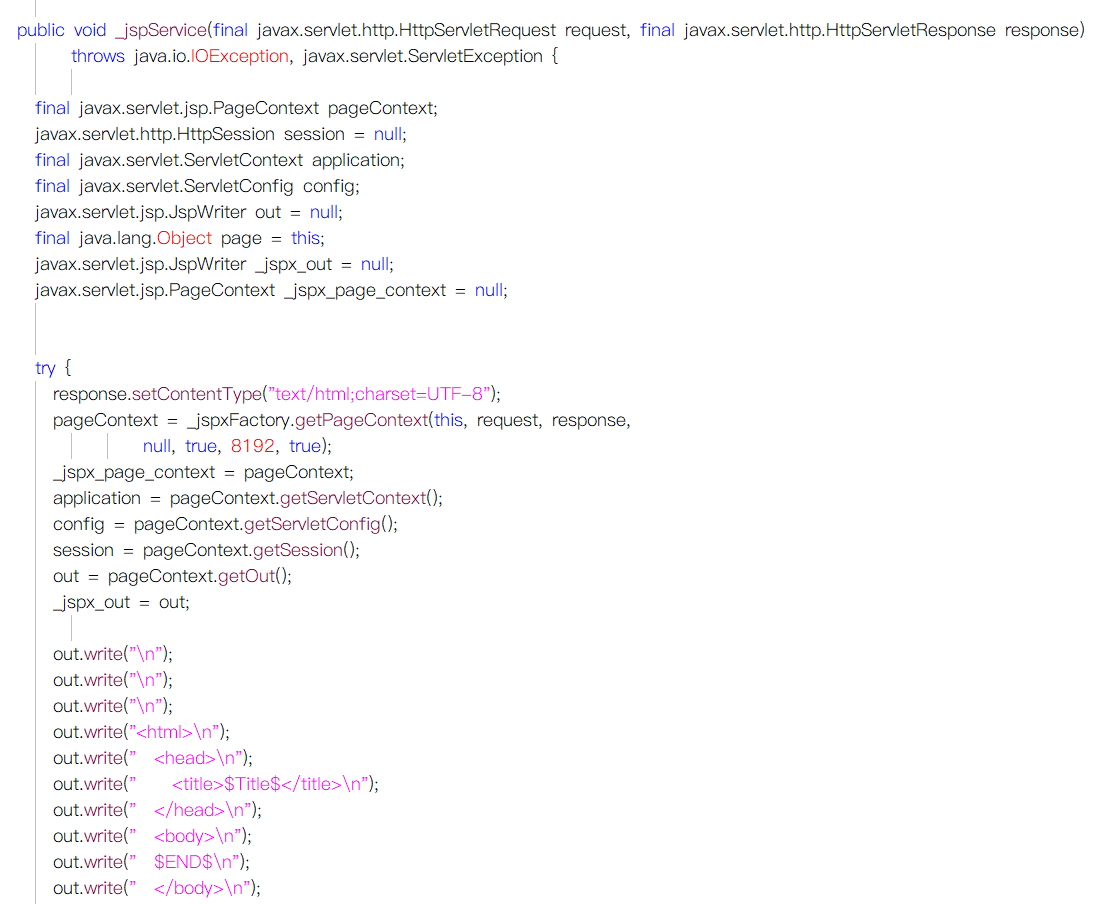 public void _jspService(final javax.servlet.http.HttpServletRequest request, final javax.servlet.http.HttpServletResponse response)
throws java.io.IOException, javax.servlet.ServletException {
final javax.servlet.jsp.PageContext pageContext;
javax.servlet.http.HttpSession session = null;
final javax.servlet.ServletContext application;
final javax.servlet.ServletConfig config;
javax.servlet.jsp.JspWriter out = null;
final java.lang.Object page = this;
javax.servlet.jsp.JspWriter _jspx_out = null;
javax.servlet.jsp.PageContext _jspx_page_context = null;
try {
response.setContentType("text/html;charset=UTF-8");
pageContext = _jspxFactory.getPageContext(this, request, response,
null, true, 8192, true);
_jspx_page_context = pageContext;
application = pageContext.getServletContext();
config = pageContext.getServletConfig();
session = pageContext.getSession();
out = pageContext.getOut();
_jspx_out = out;
out.write("\n");
out.write("\n");
out.write("\n");
out.write("<html>\n");
out.write("  <head>\n");
out.write("    <title>$Title$</title>\n");
out.write("  </head>\n");
out.write("  <body>\n");
out.write("  $END$\n");
out.write("  </body>\n");